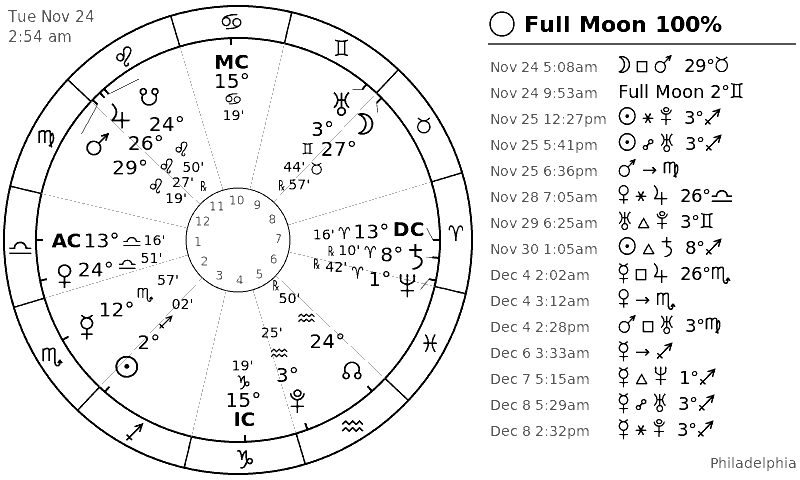 Tue Nov 24
2:54 am
MC
15°
♋
19'
♌
♋
♊
♉
♈
♓
♒
♑
♐
♏
♎
♍
♃ 26° ♌ 27' ℞
☋ 24° ♌ 50'
♂ 29° ♌ 19'
♅ 3° ♊ 44' ℞
☽ 27° ♉ 57'
AC 13° ♎ 16'
♀ 24° ♎ 51'
☿ 12° ♏ 57'
☉ 2° ♐ 02'
16' ♈ 13° DC
℞ 10' ♈ 8° ♄
℞ 42' ♈ 1° ♆
℞ 50' ♒ 24° ☊
25' ♒ 3° ♇
19'
♑
15°
IC
1 2 3 4 5 6 7 8 9 10 11 12
Full Moon 100%
Nov 24 5:08am ☽ □ ♂ 29°♉
Nov 24 9:53am Full Moon 2°♊
Nov 25 12:27pm ☉ ⚹ ♇ 3°♐
Nov 25 5:41pm ☉ ☍ ♅ 3°♐
Nov 25 6:36pm ♂ → ♍
Nov 28 7:05am ♀ ⚹ ♃ 26°♎
Nov 29 6:25am ♅ △ ♇ 3°♊
Nov 30 1:05am ☉ △ ♄ 8°♐
Dec 4 2:02am ☿ □ ♃ 26°♏
Dec 4 3:12am ♀ → ♏
Dec 4 2:28pm ♂ □ ♅ 3°♍
Dec 6 3:33am ☿ → ♐
Dec 7 5:15am ☿ △ ♆ 1°♐
Dec 8 5:29am ☿ ☍ ♅ 3°♐
Dec 8 2:32pm ☿ ⚹ ♇ 3°♐
Philadelphia